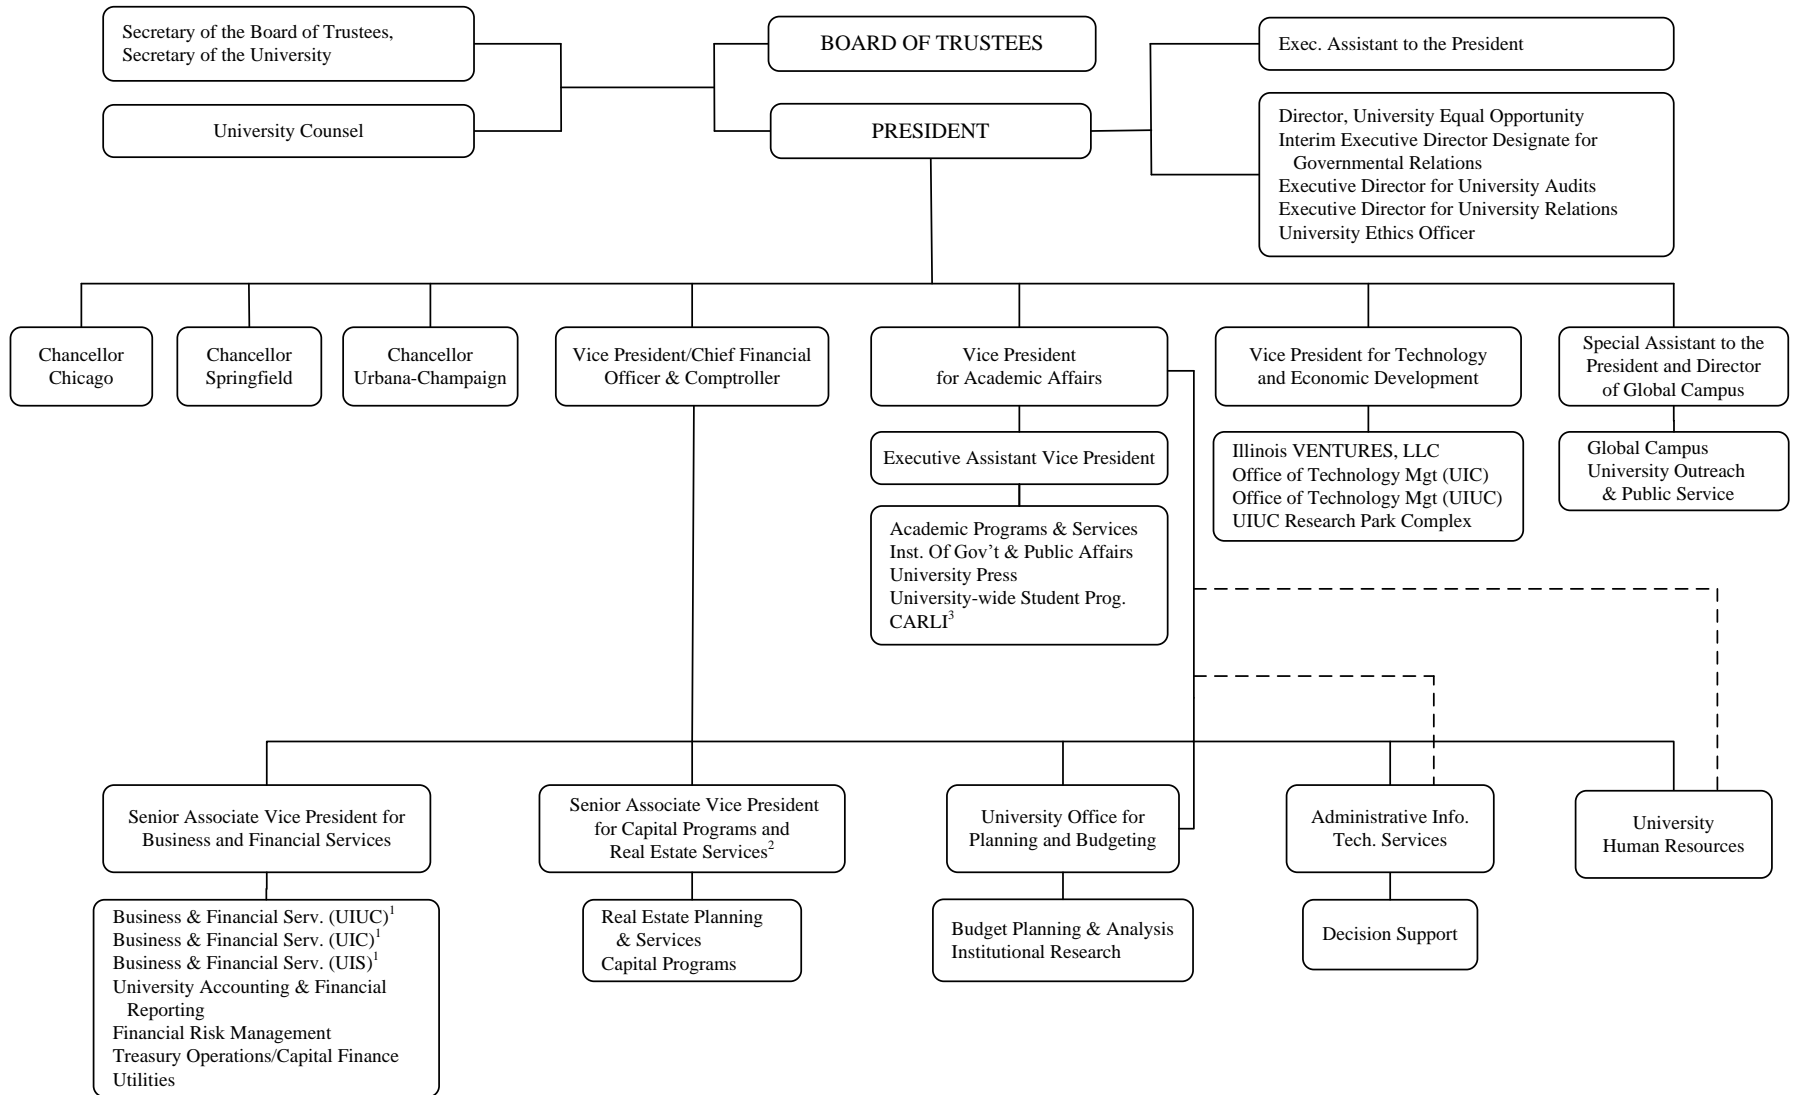 Secretary of the Board of Trustees,
Secretary of the University
BOARD OF TRUSTEES
Exec. Assistant to the President
University Counsel
PRESIDENT
Director, University Equal Opportunity
Interim Executive Director Designate for
Governmental Relations
Executive Director for University Audits
Executive Director for University Relations
University Ethics Officer
Chancellor
Chicago
Chancellor
Springfield
Chancellor
Urbana-Champaign
Vice President/Chief Financial
Officer & Comptroller
Vice President
for Academic Affairs
Vice President for Technology
and Economic Development
Special Assistant to the
President and Director
of Global Campus
Executive Assistant Vice President
Illinois VENTURES, LLC
Office of Technology Mgt (UIC)
Office of Technology Mgt (UIUC)
UIUC Research Park Complex
Global Campus
University Outreach
& Public Service
Academic Programs & Services
Inst. Of Gov’t & Public Affairs
University Press
University-wide Student Prog.
CARLI3
Senior Associate Vice President for
Business and Financial Services
Senior Associate Vice President
for Capital Programs and
Real Estate Services2
University Office for
Planning and Budgeting
Administrative Info.
Tech. Services
University
Human Resources
Business & Financial Serv. (UIUC)1
Business & Financial Serv. (UIC)1
Business & Financial Serv. (UIS)1
University Accounting & Financial
Reporting
Financial Risk Management
Treasury Operations/Capital Finance
Utilities
Real Estate Planning
& Services
Capital Programs
Budget Planning & Analysis
Institutional Research
Decision Support